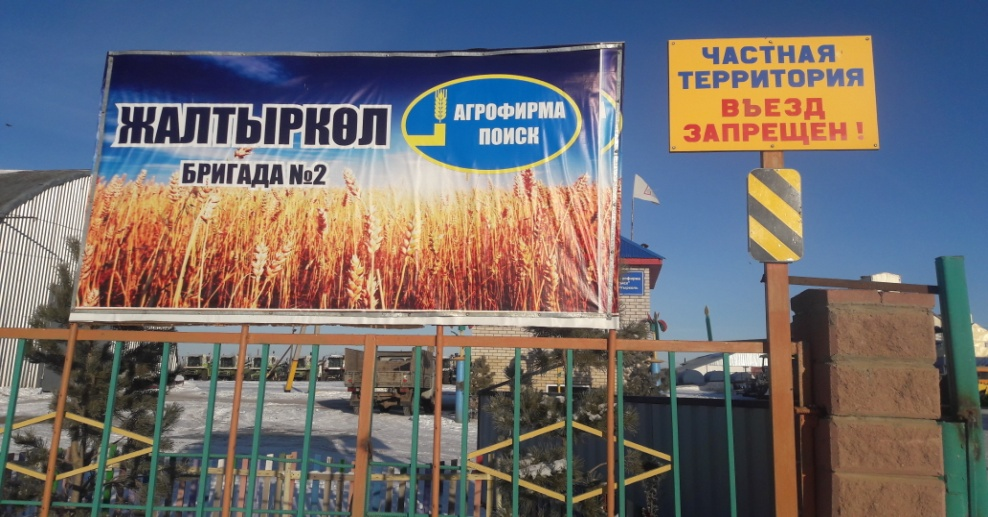 ЖАЛТЫРКӨЛ
БРИГАДА №2
АГРОФИРМА
ПОИСК
ЧАСТНАЯ
ТЕРРИТОРИЯ
ВЪЕЗД
ЗАПРЕЩЕН!